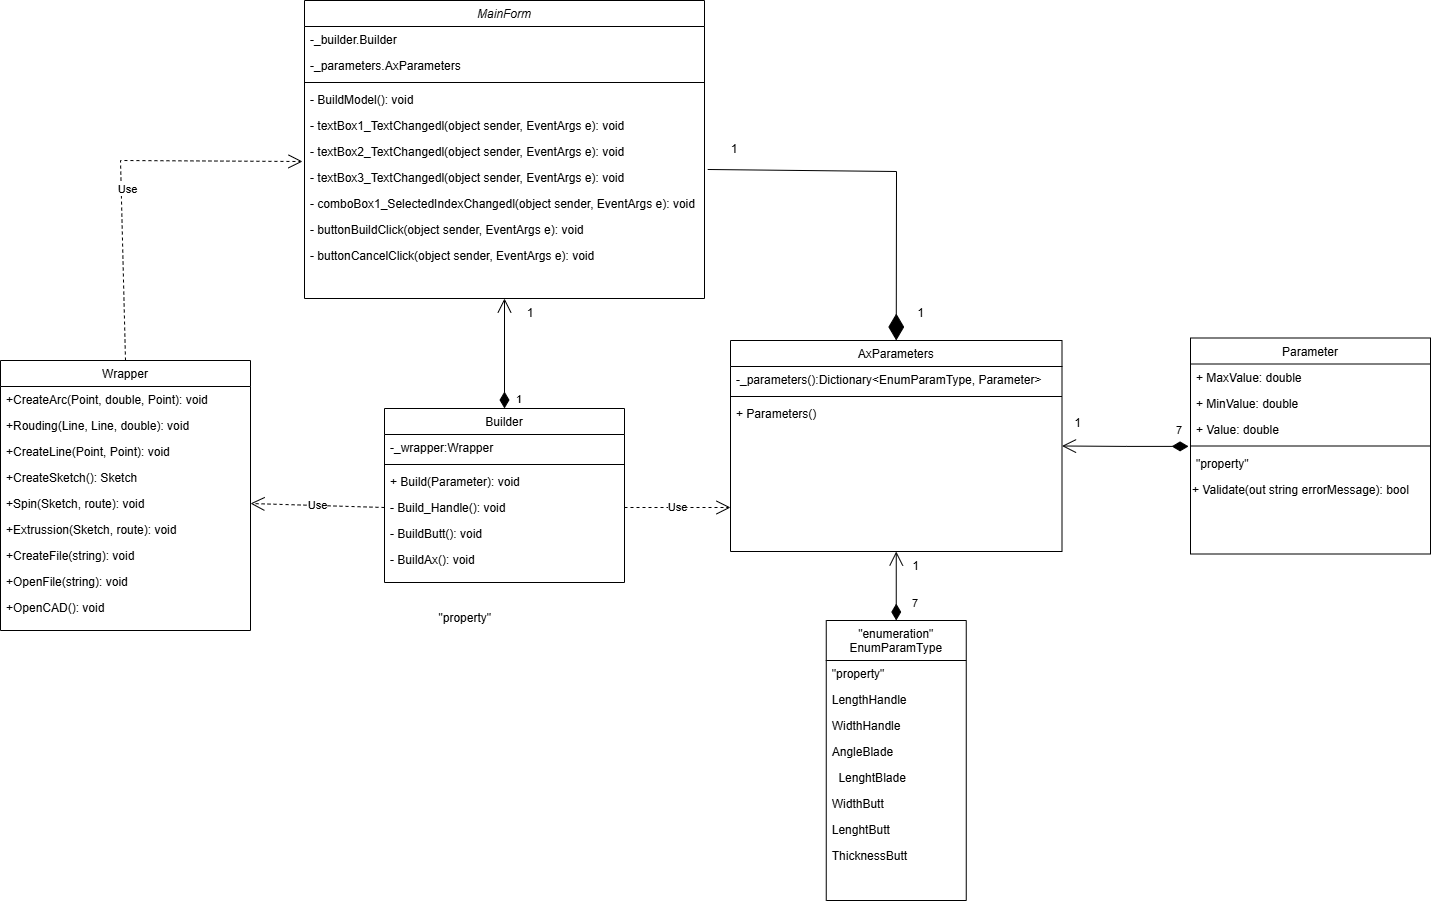 MainForm
-_builder.Builder
-_parameters.AxParameters
- BuildModel(): void
- textBox1_TextChangedI(object sender, EventArgs e): void
- textBox2_TextChangedI(object sender, EventArgs e): void
- textBox3_TextChangedI(object sender, EventArgs e): void
- comboBox1_SelectedIndexChangedI(object sender, EventArgs e): void
- buttonBuildClick(object sender, EventArgs e): void
- buttonCancelClick(object sender, EventArgs e): void
1
Use
1
1
Wrapper
+CreateArc(Point, double, Point): void
+Rouding(Line, Line, double): void
+CreateLine(Point, Point): void
+CreateSketch(): Sketch
+Spin(Sketch, route): void
+Extrussion(Sketch, route): void
+CreateFile(string): void
+OpenFile(string): void
+OpenCAD(): void
Use
1
Builder
-_wrapper:Wrapper
+ Build(Parameter): void
- Build_Handle(): void
- BuildButt(): void
- BuildAx(): void
"property"
Use
AxParameters
-_parameters():Dictionary<EnumParamType, Parameter>
+ Parameters()
1
7
Parameter
+ MaxValue: double
+ MinValue: double
+ Value: double
"property"
+ Validate(out string errorMessage): bool
1
7
"enumeration"
EnumParamType
"property"
LengthHandle
WidthHandle
AngleBlade
LenghtBlade
WidthButt
LenghtButt
ThicknessButt